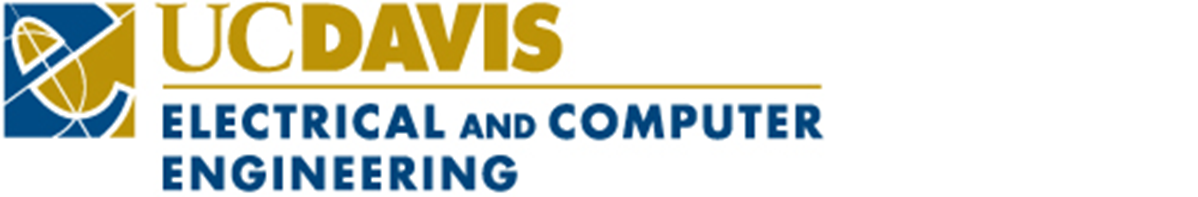 UCDAVIS
ELECTRICAL AND COMPUTER
ENGINEERING